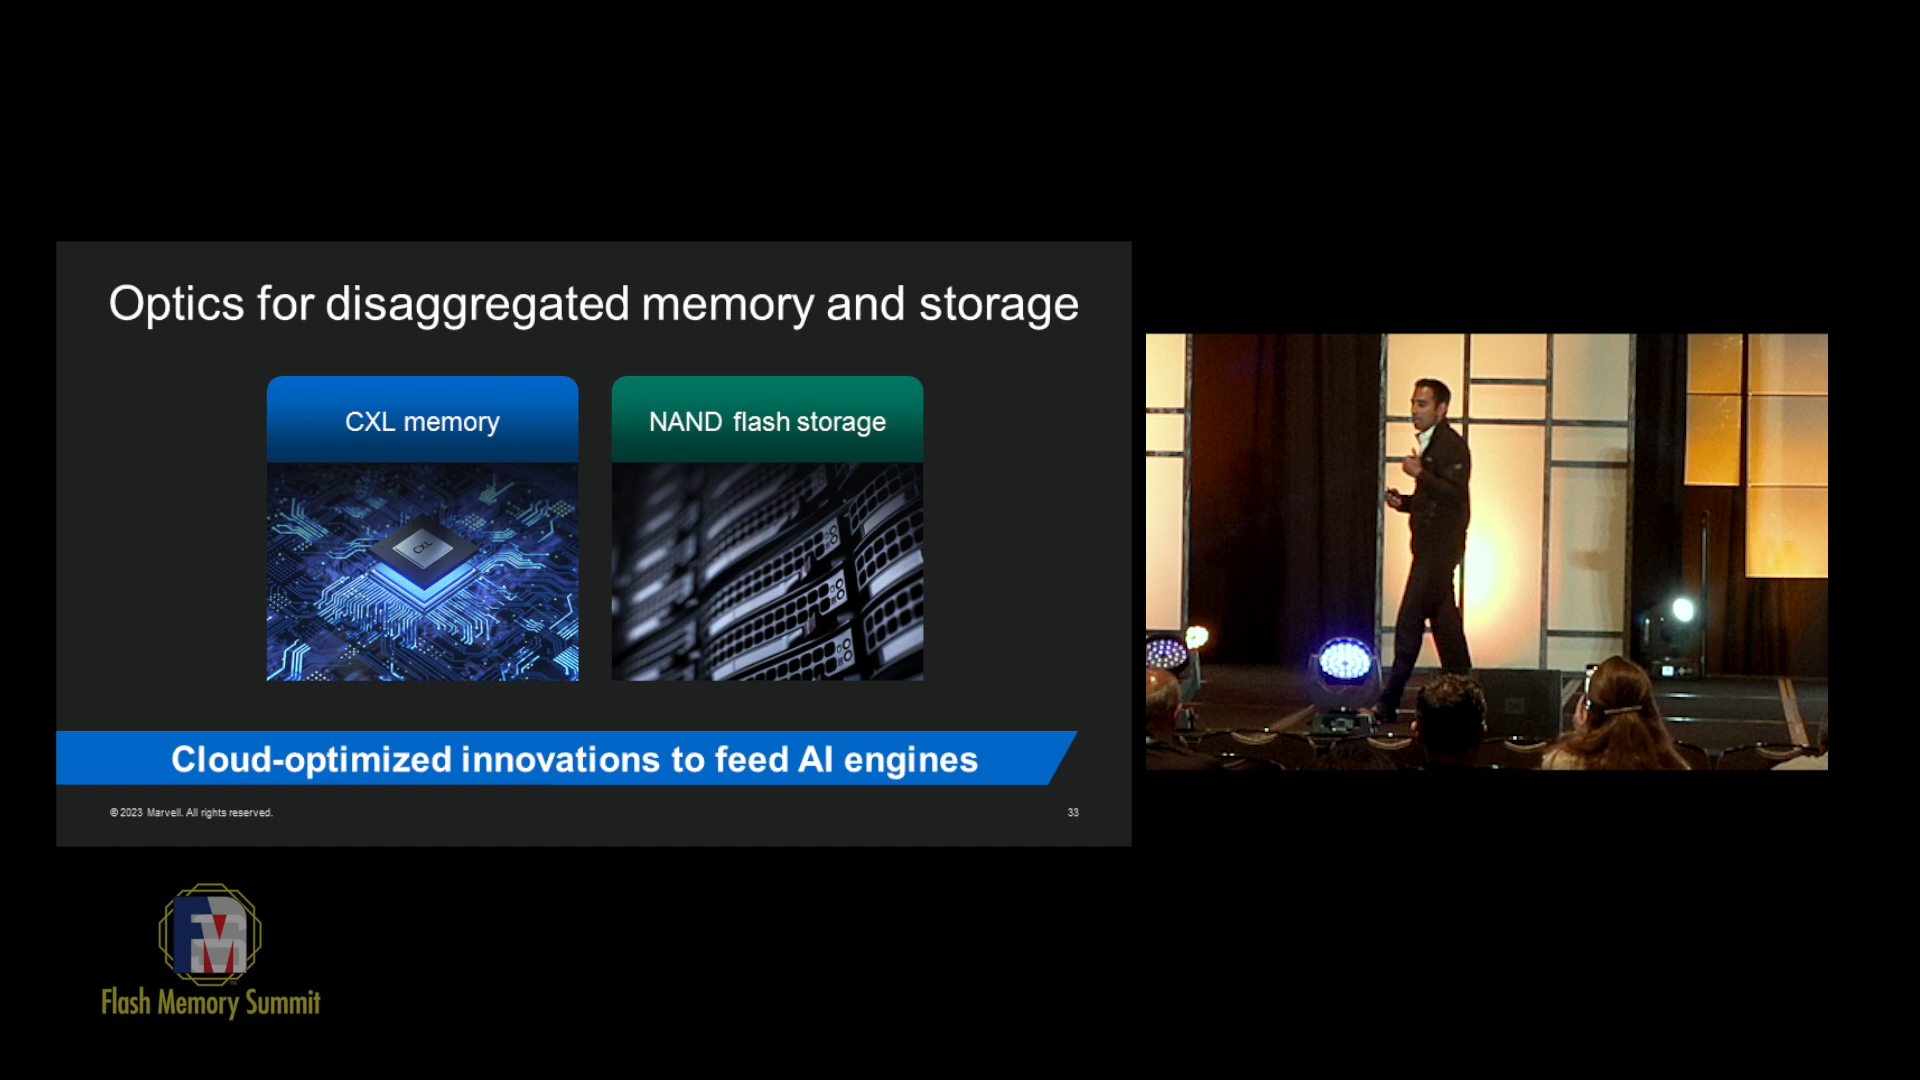 Optics for disaggregated memory and storage
CXL memory
NAND flash storage
CXL
Cloud-optimized innovations to feed AI engines
© 2023 Marvell. All rights reserved.
33
FMS
Flash Memory Summit